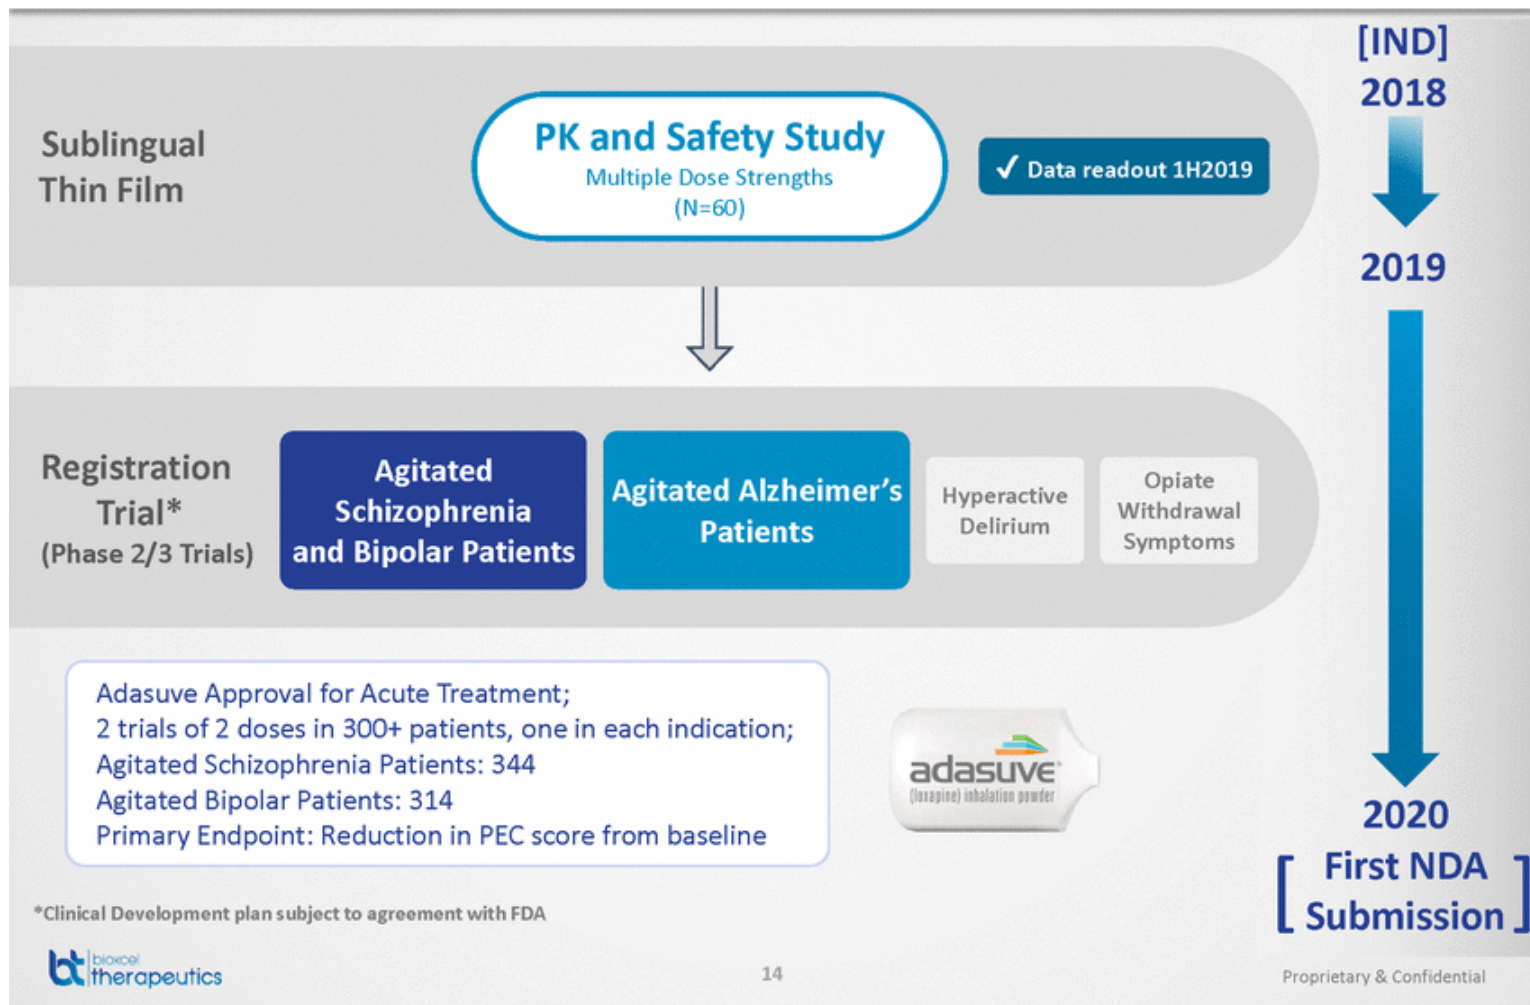 [IND]
2018
Sublingual
Thin Film
PK and Safety Study
Multiple Dose Strengths
(N=60)
✓ Data readout 1H2019
2019
Registration
Trial*
(Phase 2/3 Trials)
Agitated
Schizophrenia
and Bipolar Patients
Agitated Alzheimer's
Patients
Hyperactive
Delirium
Opiate
Withdrawal
Symptoms
Adasuve Approval for Acute Treatment;
2 trials of 2 doses in 300+ patients, one in each indication;
Agitated Schizophrenia Patients: 344
Agitated Bipolar Patients: 314
Primary Endpoint: Reduction in PEC score from baseline
adasuve®
(loxapine) inhalation powder
2020
[ First NDA
Submission ]
*Clinical Development plan subject to agreement with FDA
bt bioxcel
therapeutics
14
Proprietary & Confidential